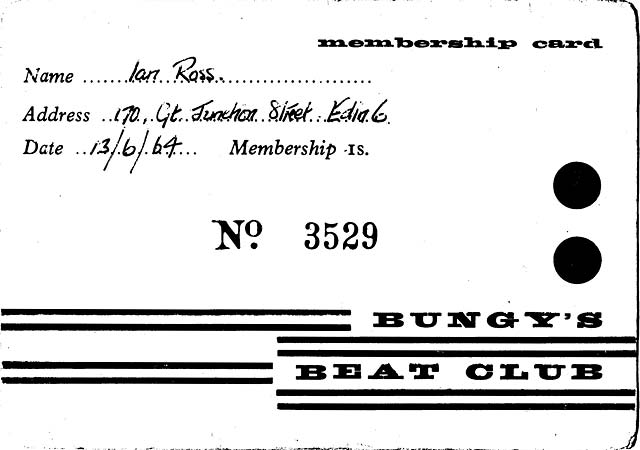 membership card
Name ......Ian Ross......................
Address ..170, Gt. Junction Street. Edin 6.
Date ..13/6/64.... Membership 1s.
No. 3529
BUNGY'S
BEAT CLUB